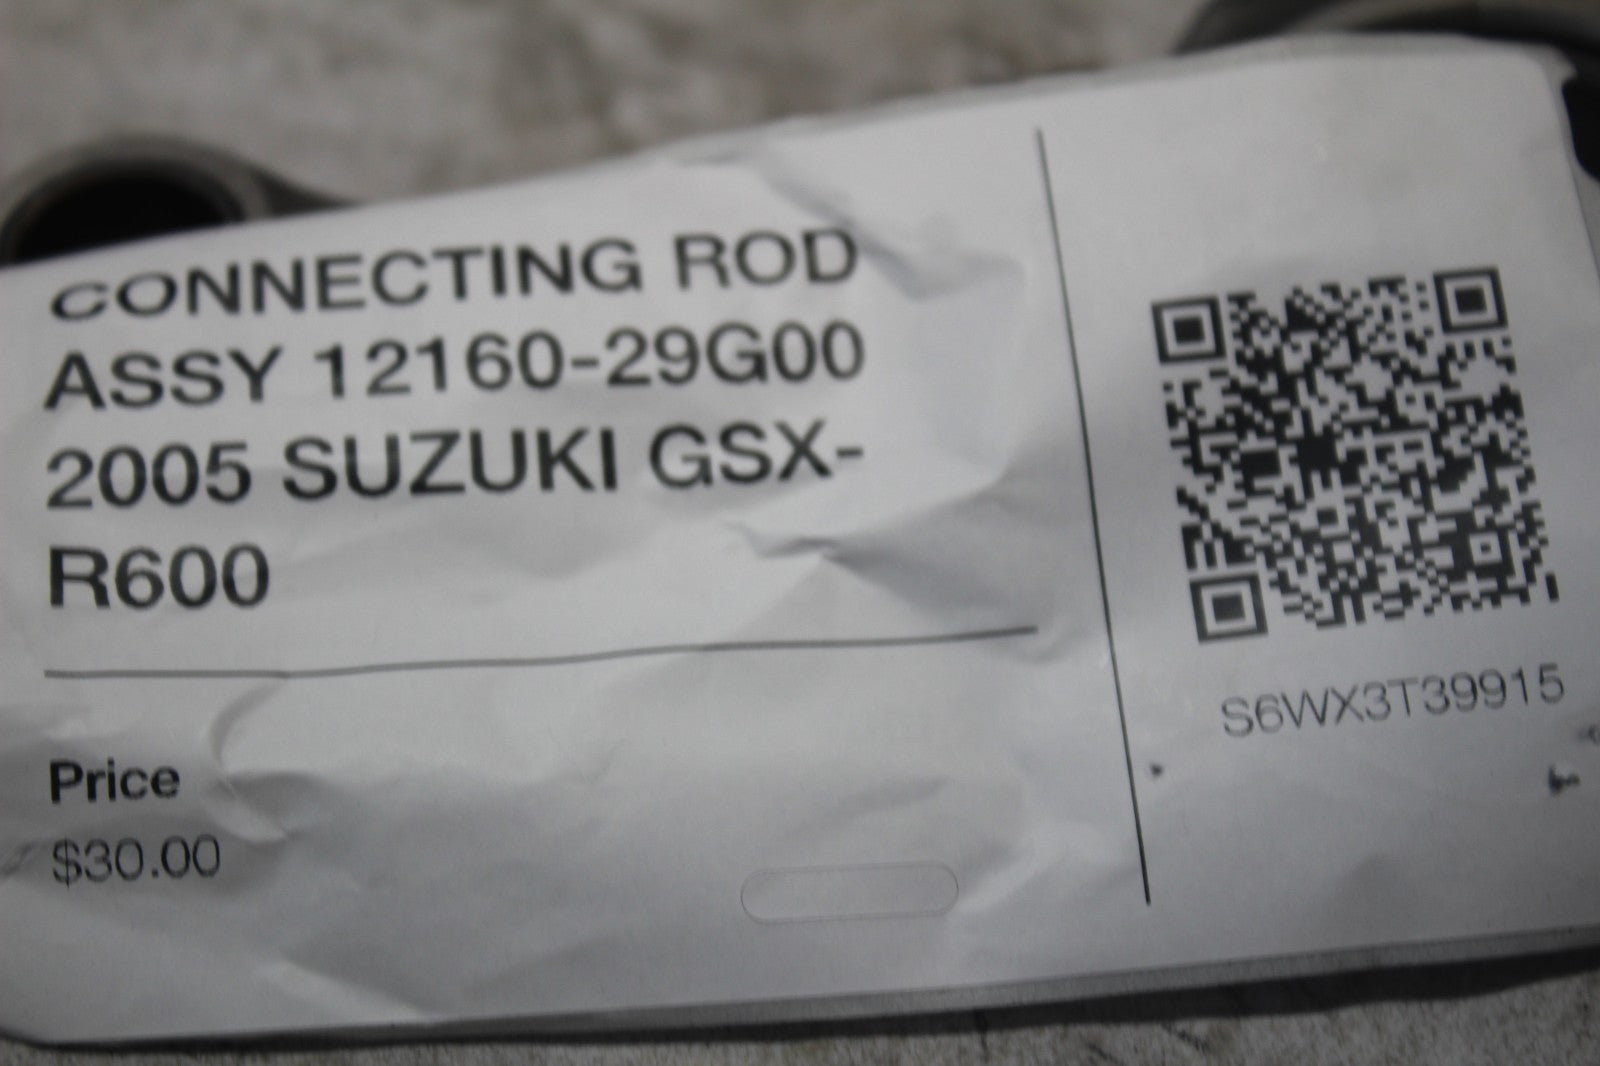 CONNECTING ROD
ASSY 12160-29G00
2005 SUZUKI GSX-
R600
Price
$30.00
S6WX3T39915